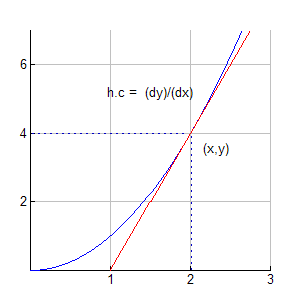 6
h.c = (dy)/(dx)
4
(x,y)
2
1 2 3